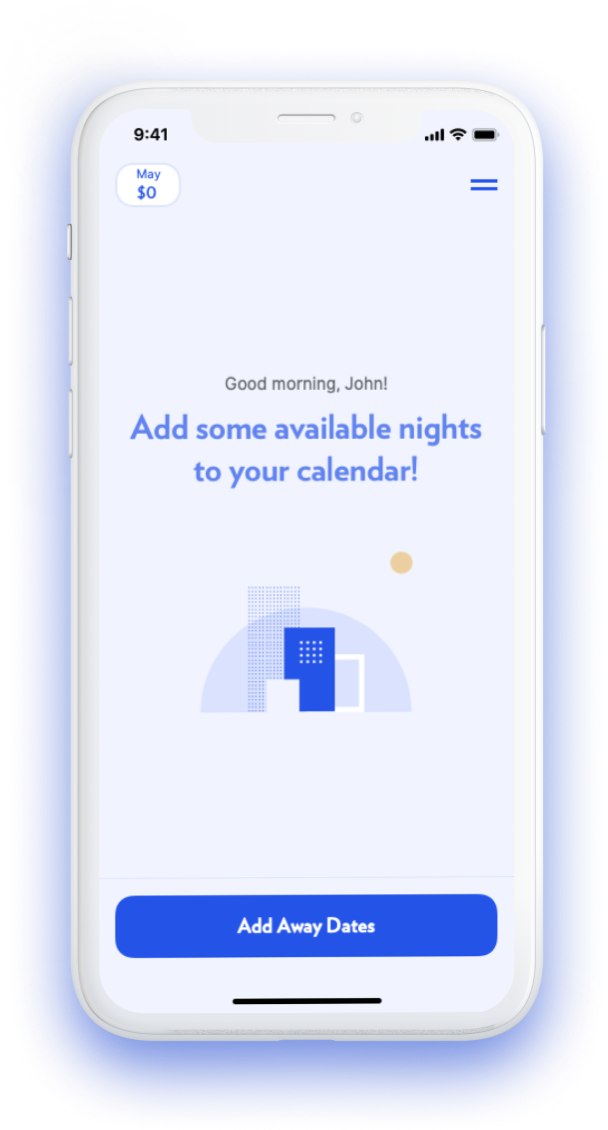 9:41
May
$0
Good morning, John!
Add some available nights
to your calendar!
Add Away Dates